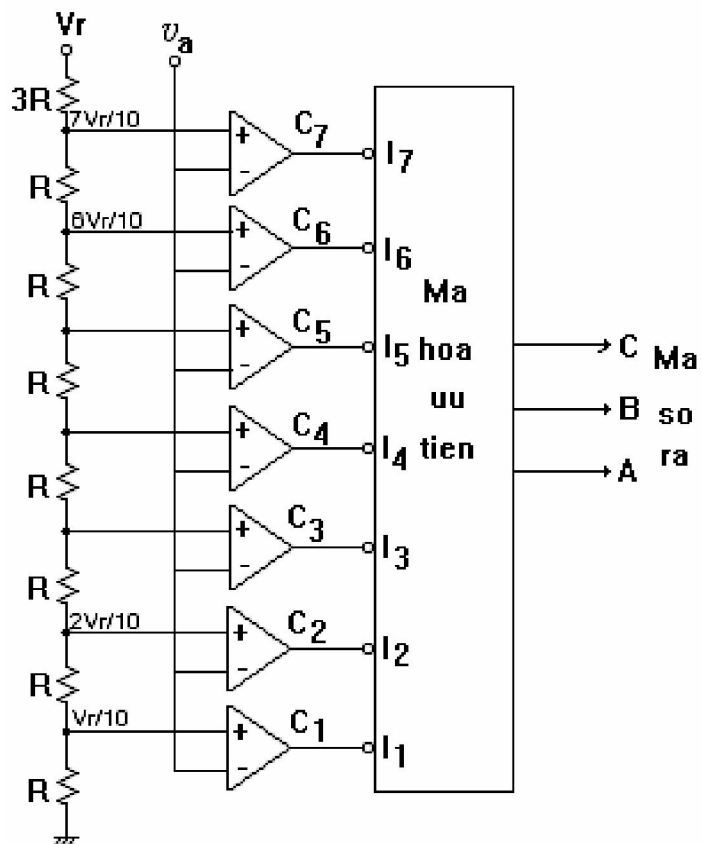 Vr
v_a
3R
7Vr/10
C7
I7
R
6Vr/10
C6
I6
R
C5
I5
R
C4
I4
R
C3
I3
R
2Vr/10
C2
I2
R
Vr/10
C1
I1
R
+
-
+
-
+
-
+
-
+
-
+
-
+
-
Ma
hoa
uu
tien
C
B
A
Ma
so
ra